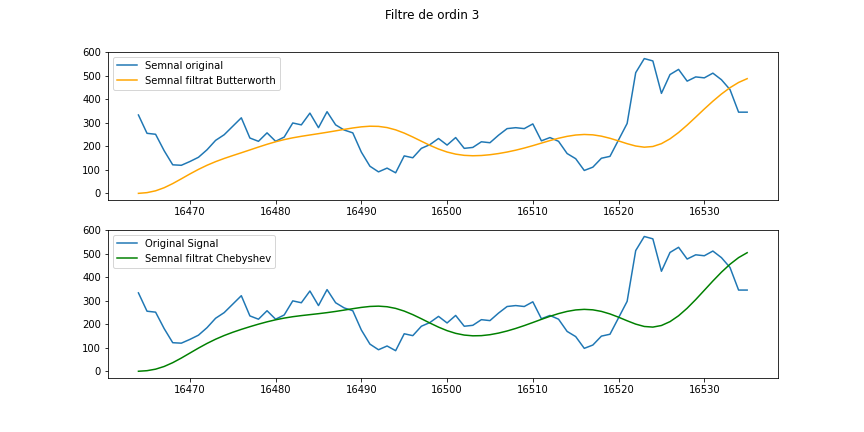 Filtre de ordin 3
600
Semnal original
Semnal filtrat Butterworth
500
400
300
200
100
0
16470 16480 16490 16500 16510 16520 16530
600
Original Signal
Semnal filtrat Chebyshev
500
400
300
200
100
0
16470 16480 16490 16500 16510 16520 16530